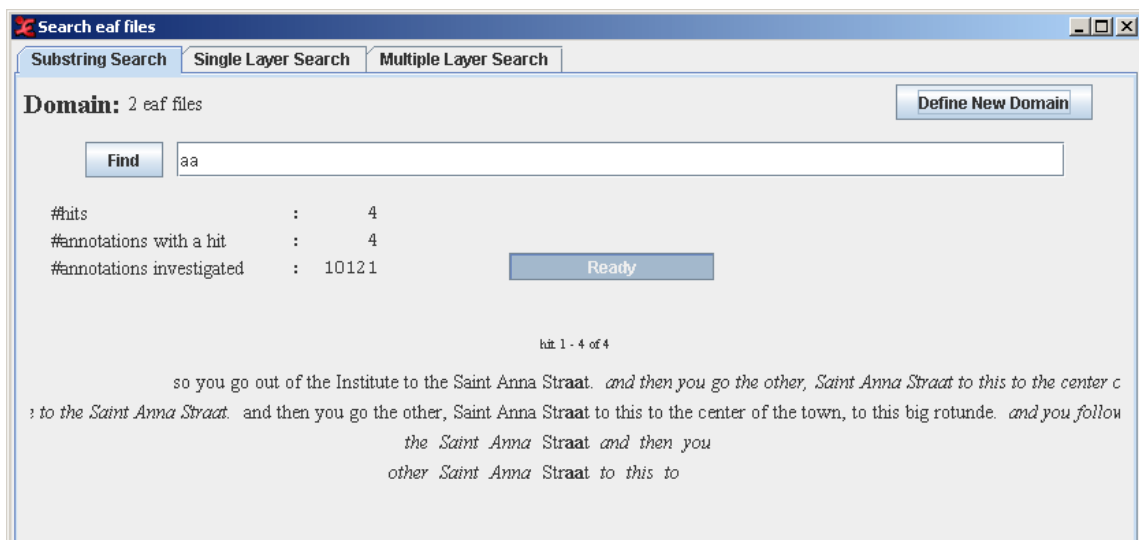 Search eaf files
Substring Search Single Layer Search Multiple Layer Search
Domain: 2 eaf files Define New Domain
Find aa
#hits : 4
#annotations with a hit : 4
#annotations investigated : 10121 Ready
hit 1 - 4 of 4
so you go out of the Institute to the Saint Anna Straat. and then you go the other, Saint Anna Straat to this to the center
to the Saint Anna Straat. and then you go the other, Saint Anna Straat to this to the center of the town, to this big rotunde. and you follow
the Saint Anna Straat and then you
other Saint Anna Straat to this to